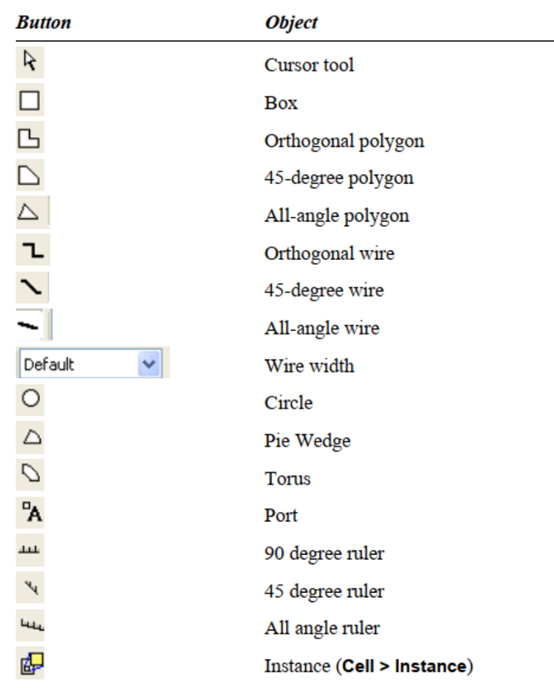 Button Object
Cursor tool
Box
Orthogonal polygon
45-degree polygon
All-angle polygon
Orthogonal wire
45-degree wire
All-angle wire
Default Wire width
Circle
Pie Wedge
Torus
A Port
90 degree ruler
45 degree ruler
All angle ruler
Instance (Cell > Instance)